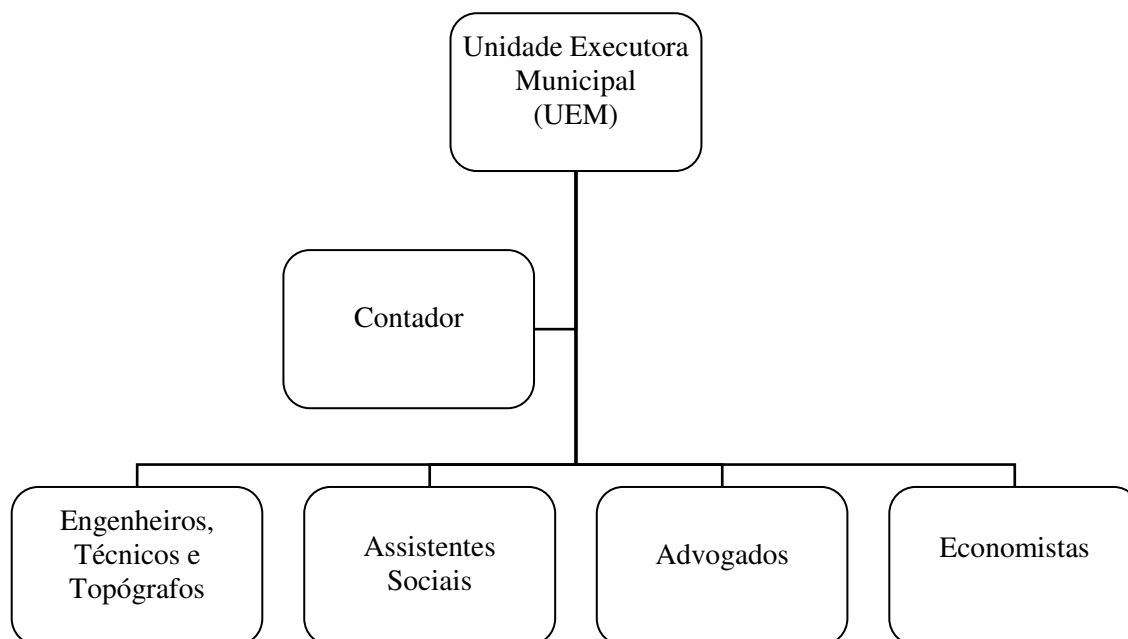 Unidade Executora
Municipal
(UEM)
Contador
Engenheiros,
Técnicos e
Topógrafos
Assistentes
Sociais
Advogados
Economistas